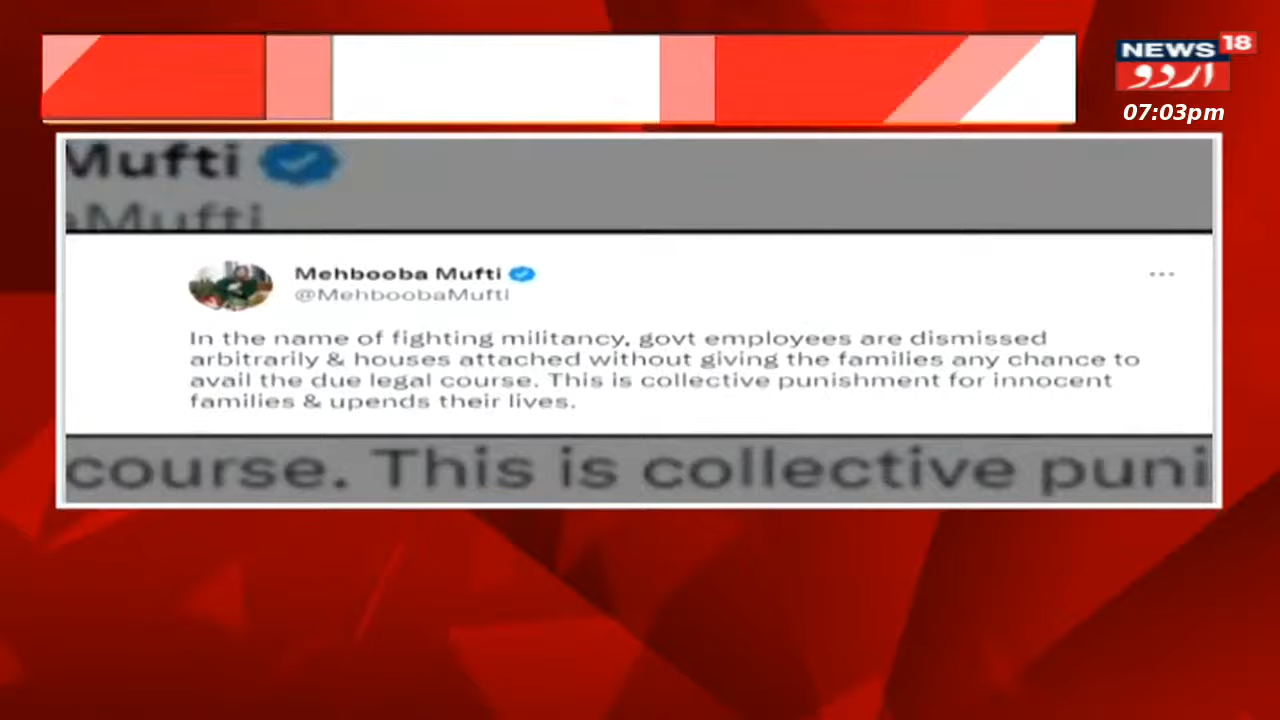 NEWS 18
اردو
07:03pm
Mufti
aMufti
Mehbooba Mufti
@MehboobaMufti
In the name of fighting militancy, govt employees are dismissed
arbitrarily & houses attached without giving the families any chance to
avail the due legal course. This is collective punishment for innocent
families & upends their lives.
course. This is collective puni